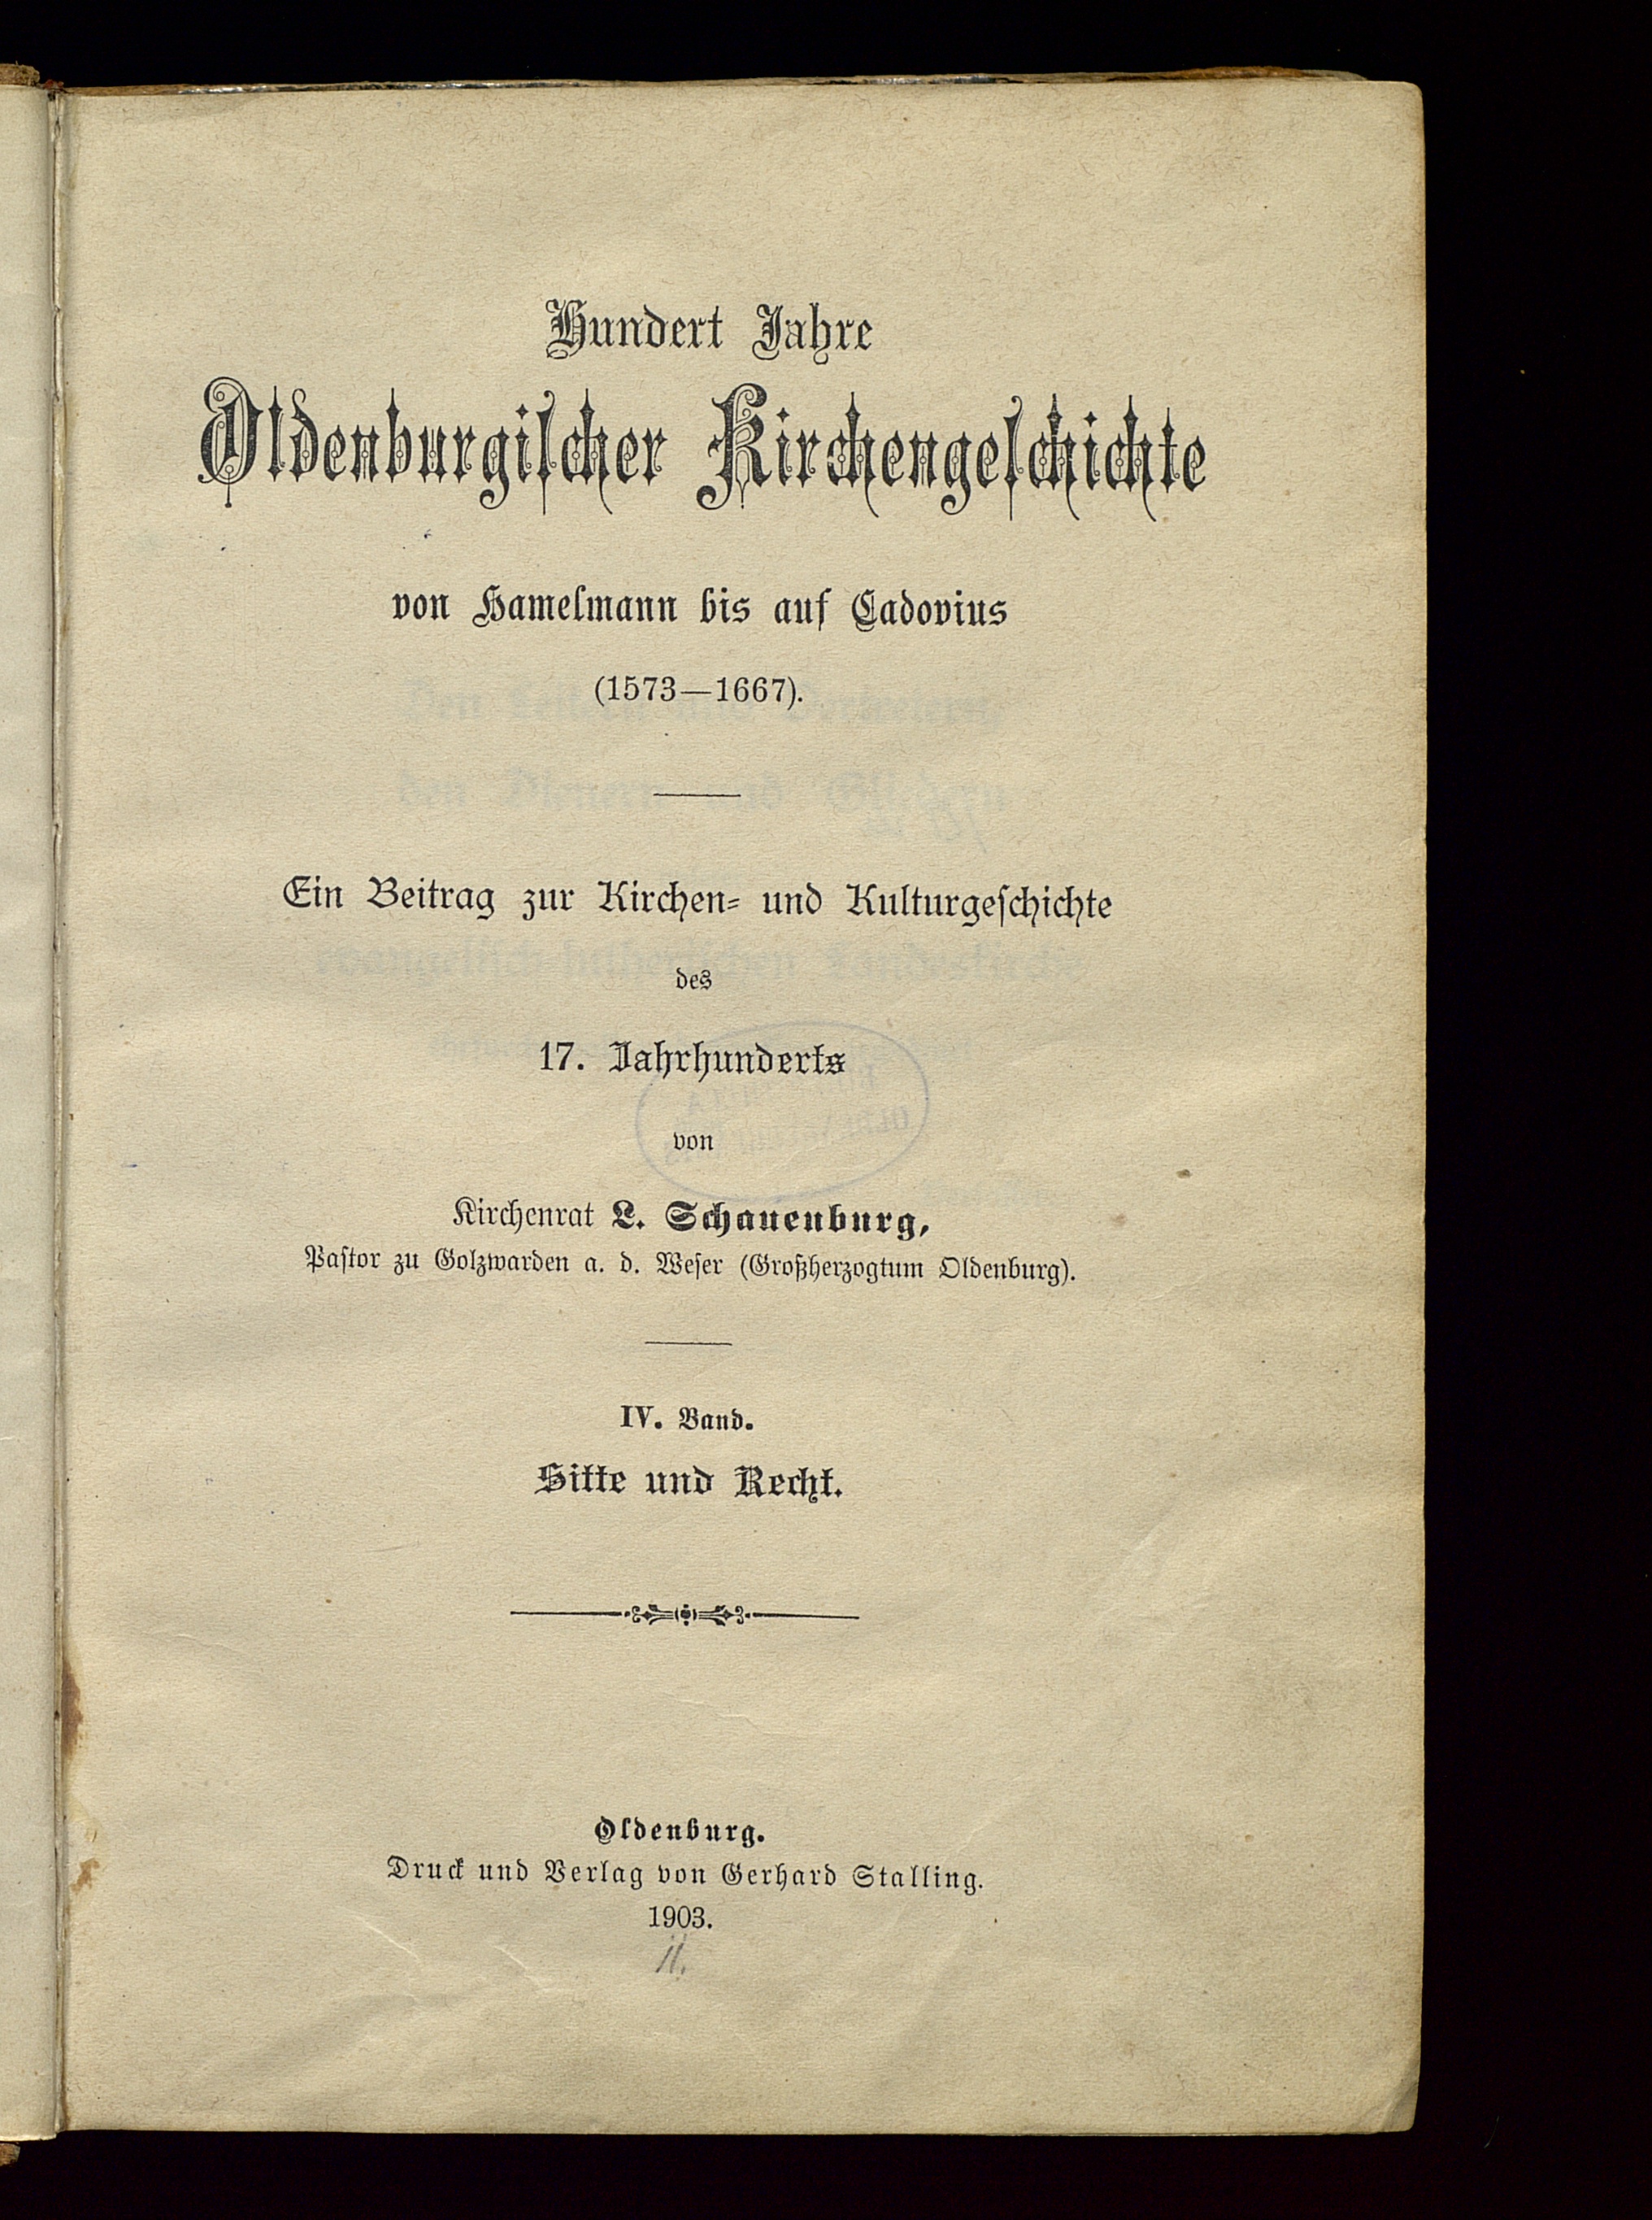 Hundert Jahre
Oldenburgiſcher Kirchengeſchichte
von Hamelmann bis auf Cadovius
(1573—1667).
Ein Beitrag zur Kirchen- und Kulturgeſchichte
des
17. Jahrhunderts
von
Kirchenrat L. Schauenburg,
Paſtor zu Golzwarden a. d. Weſer (Großherzogtum Oldenburg).
IV. Band.
Sitte und Recht.
Oldenburg.
Druck und Verlag von Gerhard Stalling.
1903.